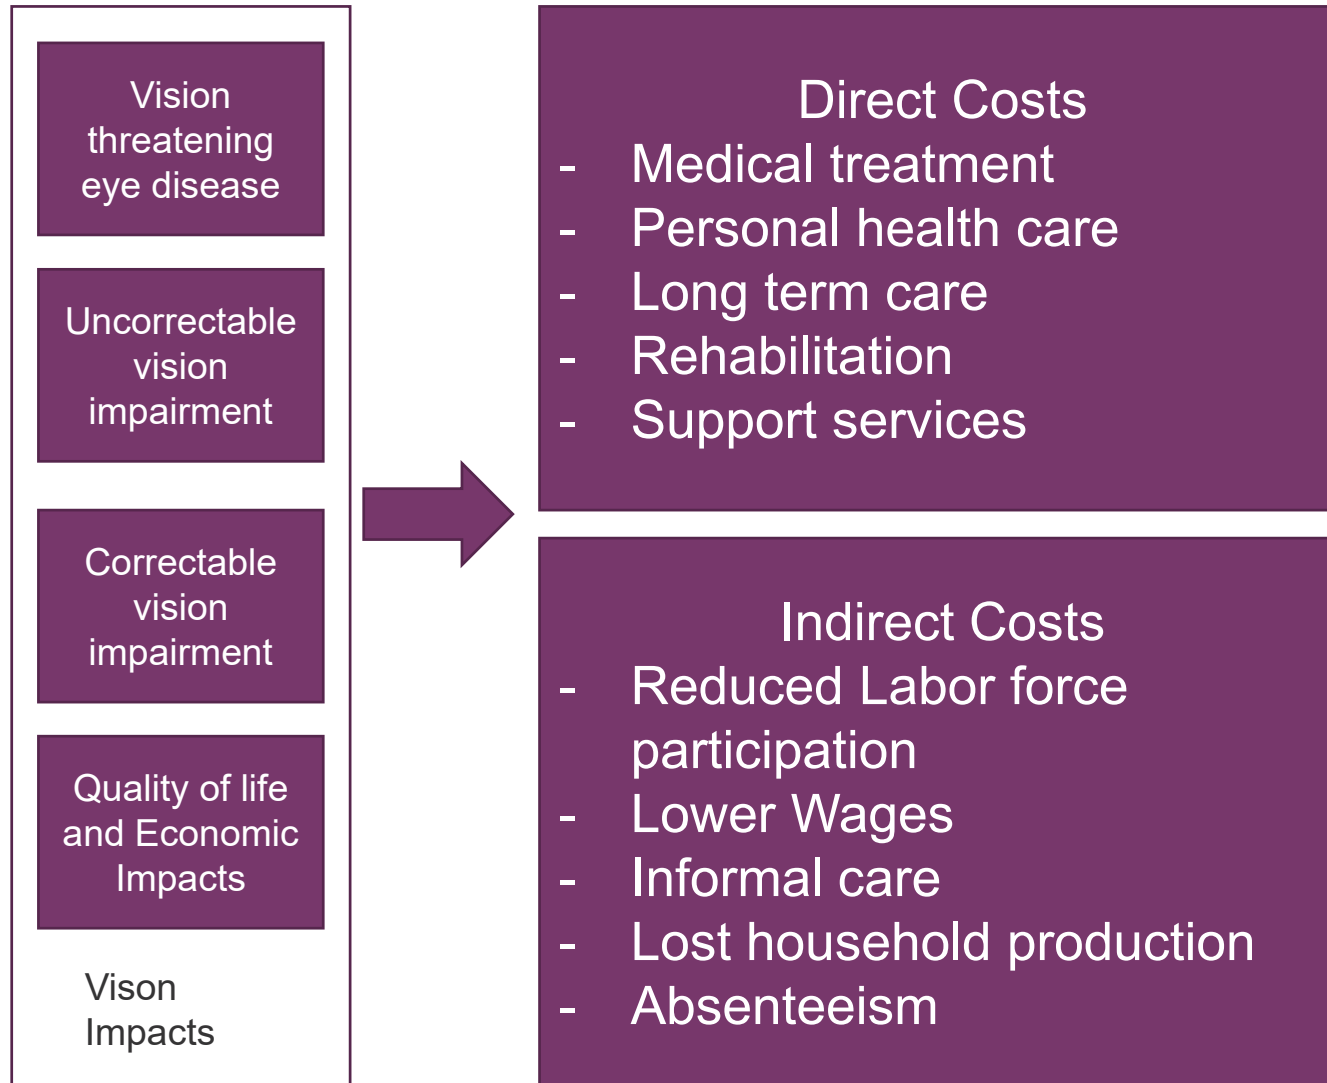 Vision
threatening
eye disease
Uncorrectable
vision
impairment
Correctable
vision
impairment
Quality of life
and Economic
Impacts
Vison
Impacts
Direct Costs
- Medical treatment
- Personal health care
- Long term care
- Rehabilitation
- Support services
Indirect Costs
- Reduced Labor force
participation
- Lower Wages
- Informal care
- Lost household production
- Absenteeism